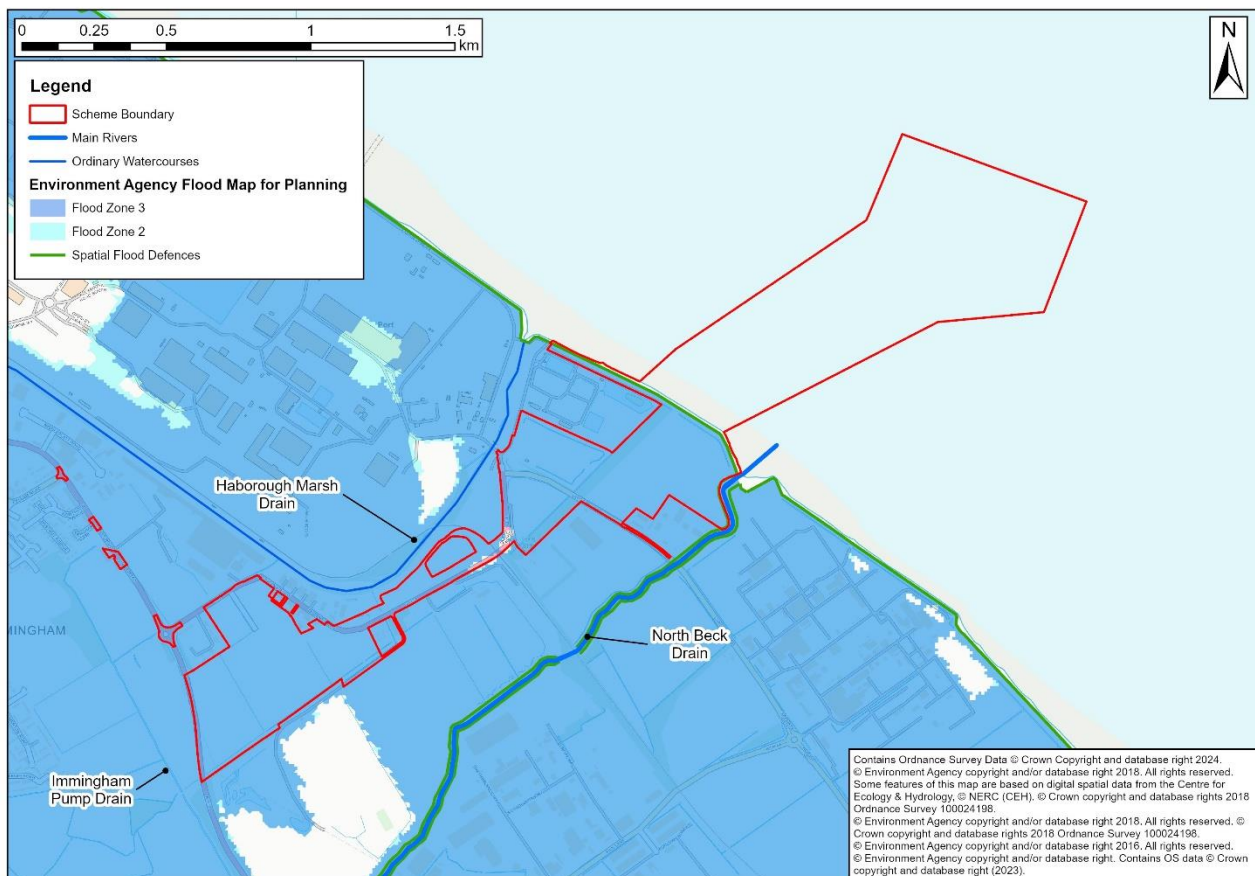 0 0.25 0.5 1 1.5
km
N
Legend
Scheme Boundary
Main Rivers
Ordinary Watercourses
Environment Agency Flood Map for Planning
Flood Zone 3
Flood Zone 2
Spatial Flood Defences
Port
Haborough Marsh
Drain
MINGHAM
North Beck
Drain
Immingham
Pump Drain
Contains Ordnance Survey Data © Crown Copyright and database right 2024.
© Environment Agency copyright and/or database right 2018. All rights reserved.
Some features of this map are based on digital spatial data from the Centre for
Ecology & Hydrology, © NERC (CEH). © Crown copyright and database rights 2018
Ordnance Survey 100024198.
© Environment Agency copyright and/or database right 2018. All rights reserved. ©
Crown copyright and database rights 2018 Ordnance Survey 100024198.
© Environment Agency copyright and/or database right 2016. All rights reserved.
© Environment Agency copyright and/or database right. Contains OS data © Crown
copyright and database right (2023).